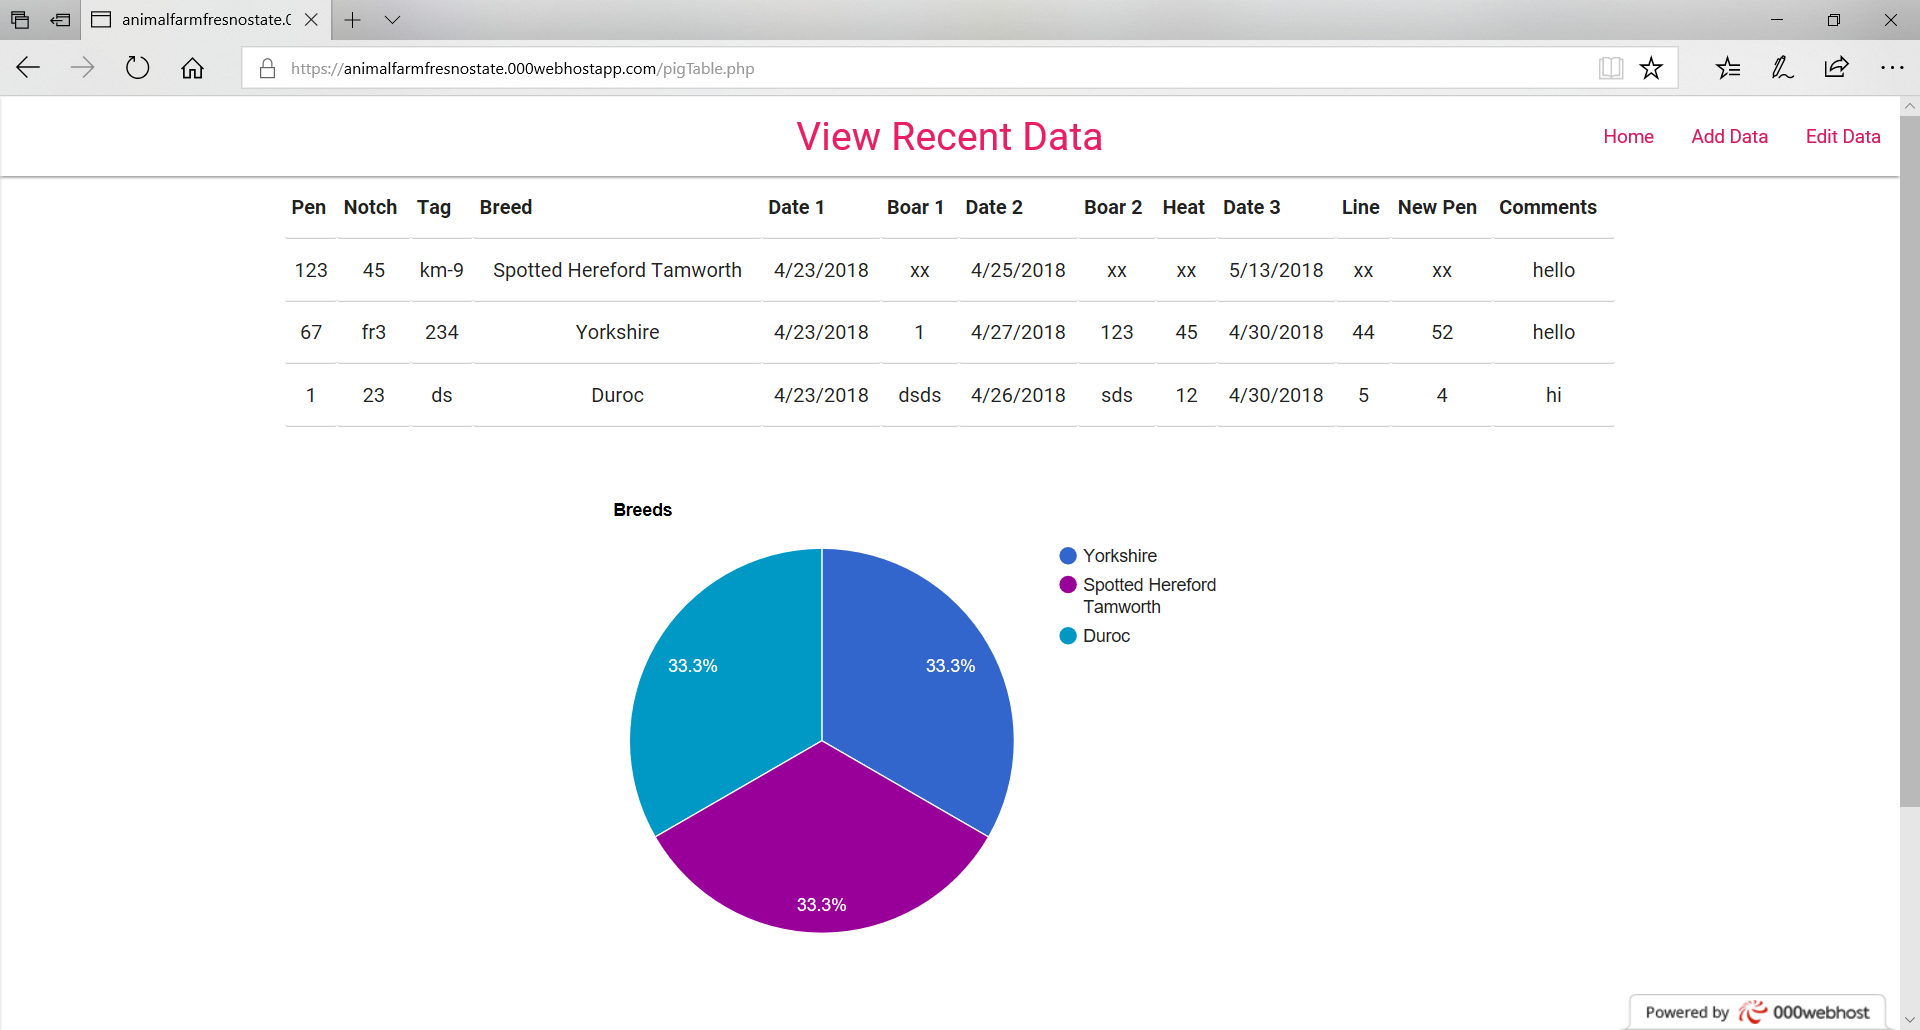 animalfarmfresnostate.0
https://animalfarmfresnostate.000webhostapp.com/pigTable.php
View Recent Data
Home Add Data Edit Data
Pen Notch Tag Breed Date 1 Boar 1 Date 2 Boar 2 Heat Date 3 Line New Pen Comments
123 45 km-9 Spotted Hereford Tamworth 4/23/2018 xx 4/25/2018 xx xx 5/13/2018 xx xx hello
67 fr3 234 Yorkshire 4/23/2018 1 4/27/2018 123 45 4/30/2018 44 52 hello
1 23 ds Duroc 4/23/2018 dsds 4/26/2018 sds 12 4/30/2018 5 4 hi
Breeds
Yorkshire
Spotted Hereford
Tamworth
Duroc
33.3% 33.3%
33.3%
Powered by 000webhost